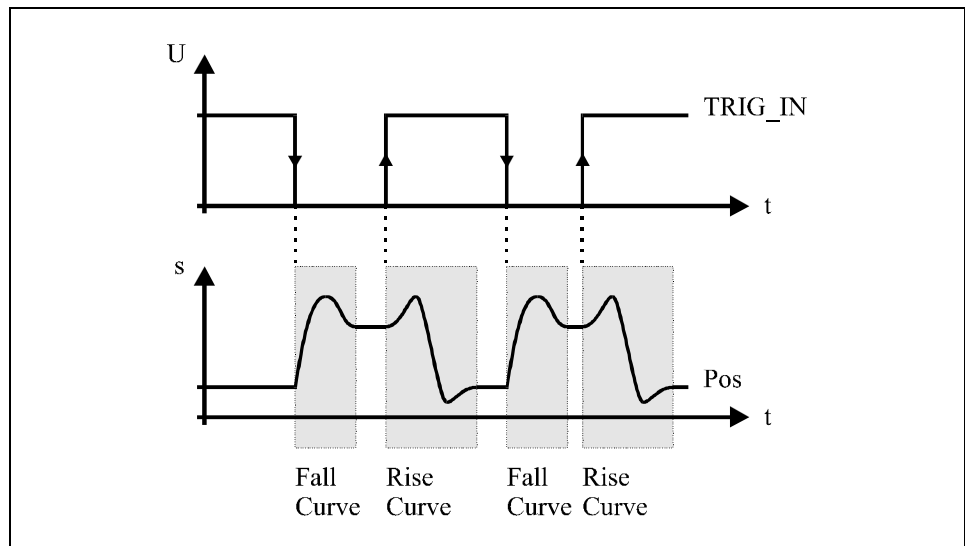 U
TRIG_IN
t
s
Pos
t
Fall Curve
Rise Curve
Fall Curve
Rise Curve